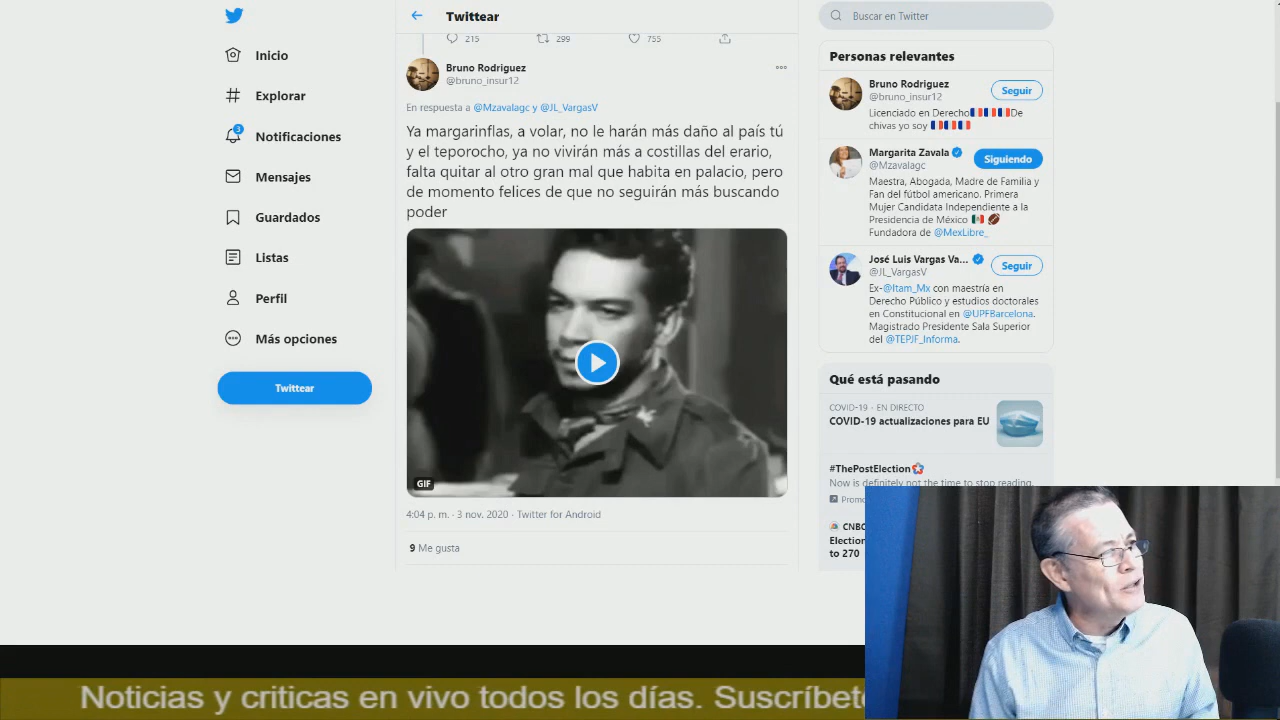 Inicio
Explorar
3
Notificaciones
Mensajes
Guardados
Listas
Perfil
Más opciones
Twittear
Twittear
215
299
755
Bruno Rodriguez
@bruno_insur12
En respuesta a @Mzavalagc y @JL_VargasV
Ya margarinflas, a volar, no le harán más daño al país tú
y el teporocho, ya no vivirán más a costillas del erario,
falta quitar al otro gran mal que habita en palacio, pero
de momento felices de que no seguirán más buscando
poder
GIF
4:04 p. m. · 3 nov. 2020 · Twitter for Android
9 Me gusta
Buscar en Twitter
Personas relevantes
Bruno Rodriguez
@bruno_insur12
Seguir
Licenciado en Derecho De
chivas yo soy
Margarita Zavala
@Mzavalagc
Siguiendo
Maestra, Abogada, Madre de Familia y
Fan del fútbol americano. Primera
Mujer Candidata Independiente a la
Presidencia de México
Fundadora de @MexLibre_
José Luis Vargas Va...
@JL_VargasV
Seguir
Ex-@Itam_Mx con maestría en
Derecho Público y estudios doctorales
en Constitucional en @UPFBarcelona.
Magistrado Presidente Sala Superior
del @TEPJF_Informa.
Qué está pasando
COVID-19 · EN DIRECTO
COVID-19 actualizaciones para EU
#ThePostElection
Now is definitely not the time to stop reading.
Promo
CNBC
Election
to 270
Noticias y criticas en vivo todos los días. Suscríbete